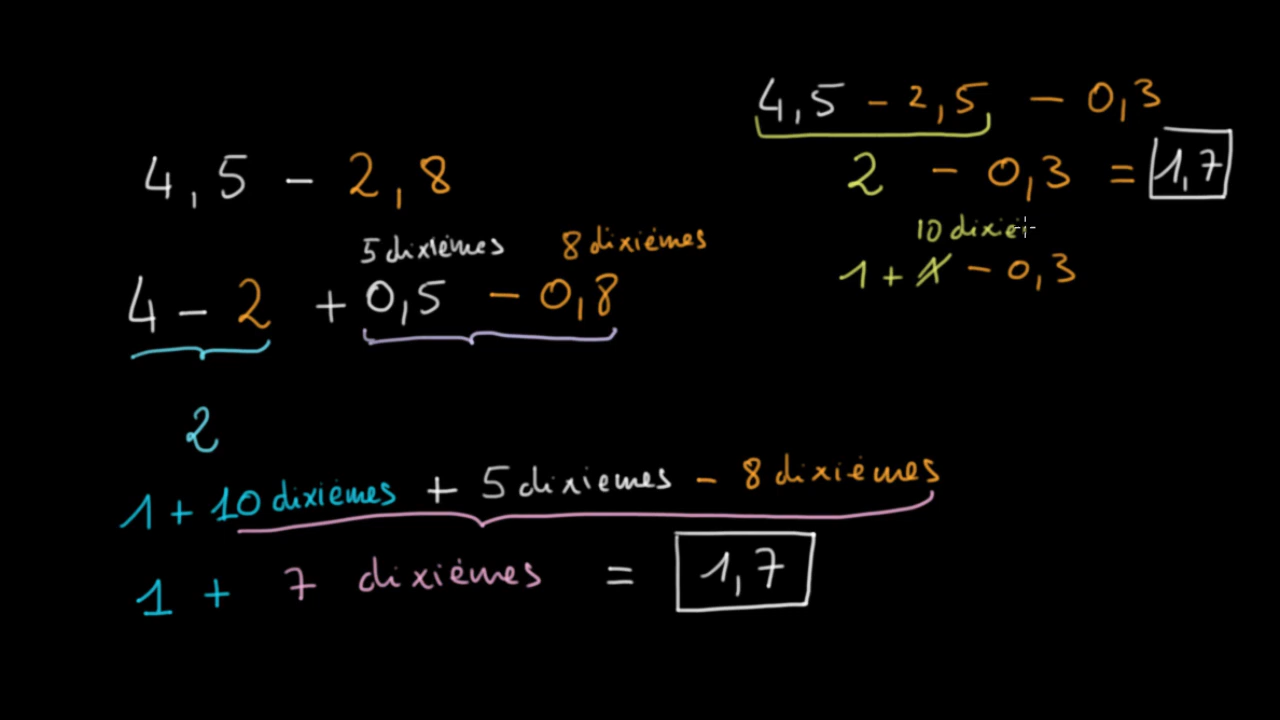 4,5 - 2,8
5 dixièmes 8 dixièmes
4 - 2 + 0,5 - 0,8
2
1 + 10 dixièmes + 5 dixièmes - 8 dixièmes
1 + 7 dixièmes = 1,7
4,5 - 2,5 - 0,3
2 - 0,3 = 1,7
10 dixiè
1 + 1 - 0,3